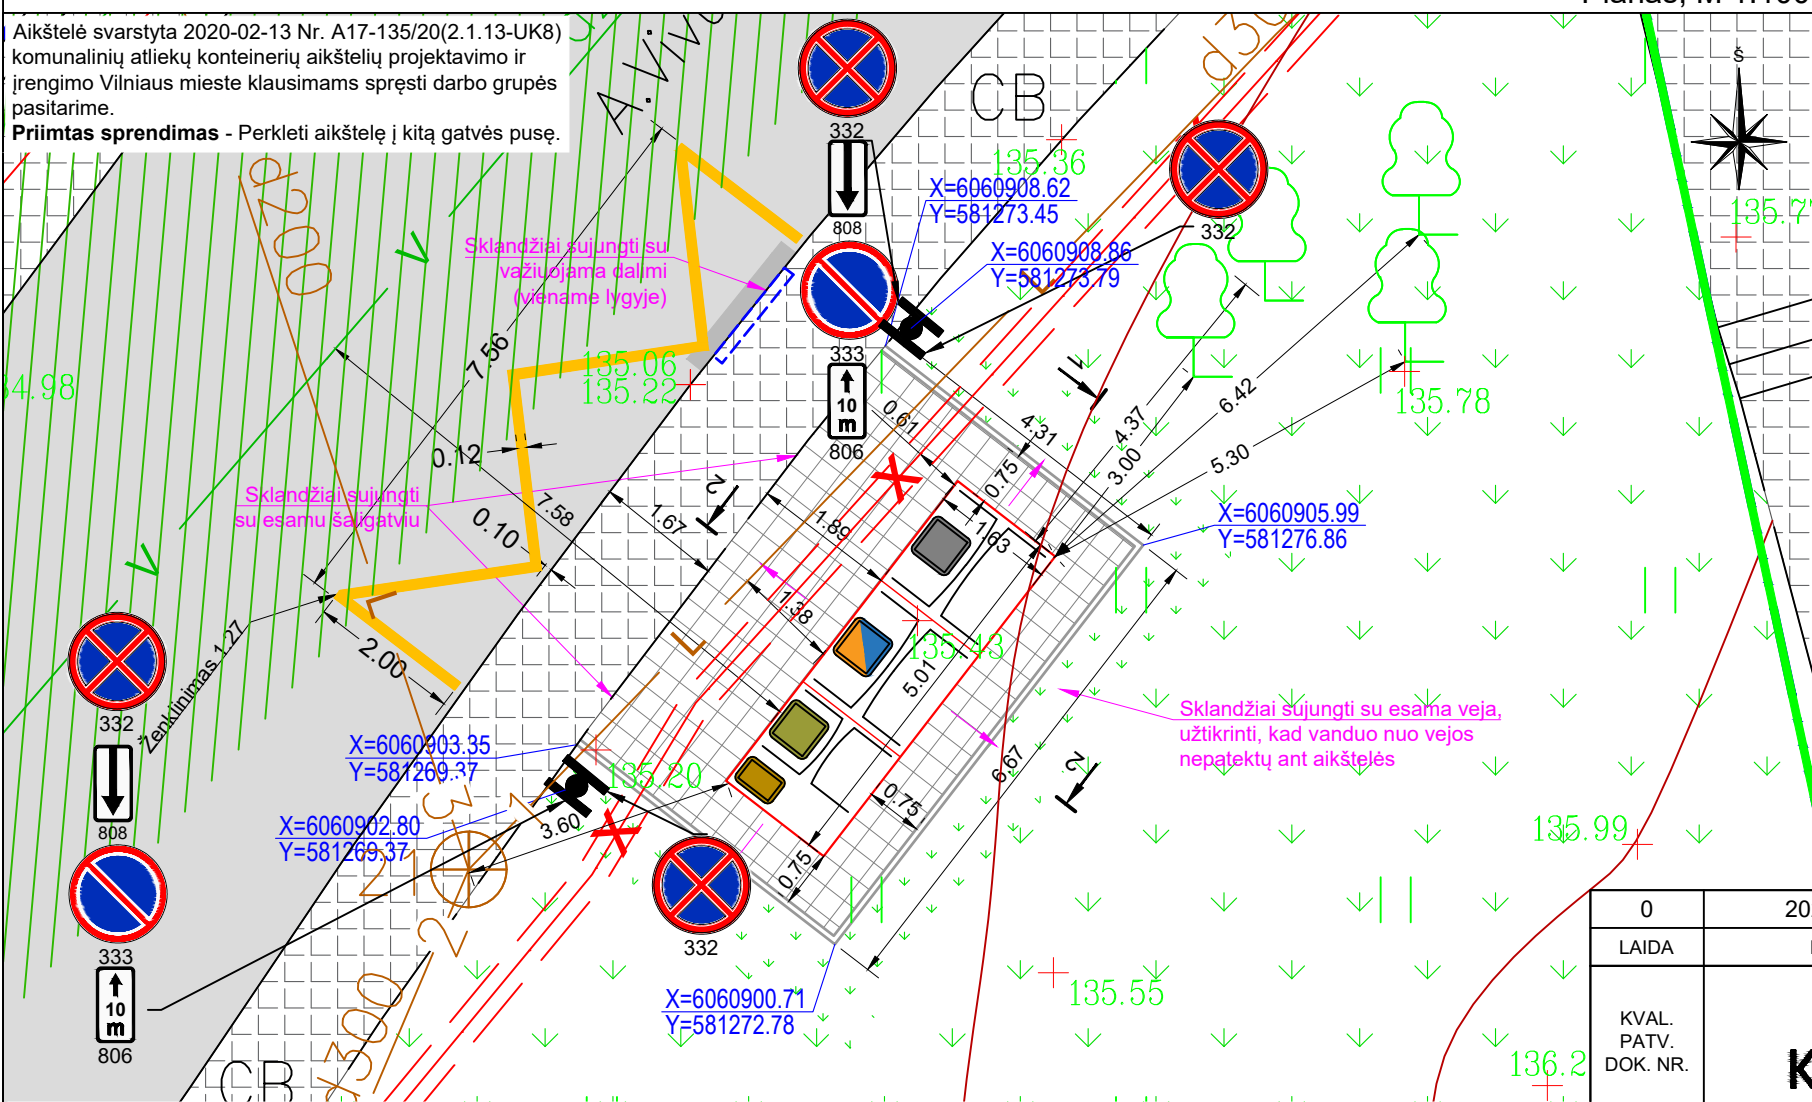 Aikštelė svarstyta 2020-02-13 Nr. A17-135/20(2.1.13-UK8)
komunalinių atliekų konteinerių aikštelių projektavimo ir
įrengimo Vilniaus mieste klausimams spręsti darbo grupės
pasitarime.
Priimtas sprendimas - Perkleti aikštelę į kitą gatvės pusę.
CB
Š
332
808
333
10
m
806
332
135.36
X=6060908.62
Y=581273.45
X=6060908.86
Y=581273.79
d200
V
V
Sklandžiai sujungti su
važiuojama dalimi
(viename lygyje)
7.56
135.06
135.22
0.12
Sklandžiai sujungti
su esamu šaligatviu
7.58
0.10
1.67
2
1.89
0.61
4.31
0.75
1.63
1
3.00
4.37
6.42
5.30
135.78
X=6060905.99
Y=581276.86
1.38
135.43
5.01
6.67
2
0.75
0.75
Sklandžiai sujungti su esama veja,
užtikrinti, kad vanduo nuo vejos
nepatektų ant aikštelės
2.00
Ženklinimas 1.27
332
808
333
10
m
806
X=6060903.35
Y=581269.37
135.20
X=6060902.80
Y=581269.37
3.60
332
X=6060900.71
Y=581272.78
135.55
135.99
d300
CB
0
LAIDA
KVAL.
PATV.
DOK. NR.